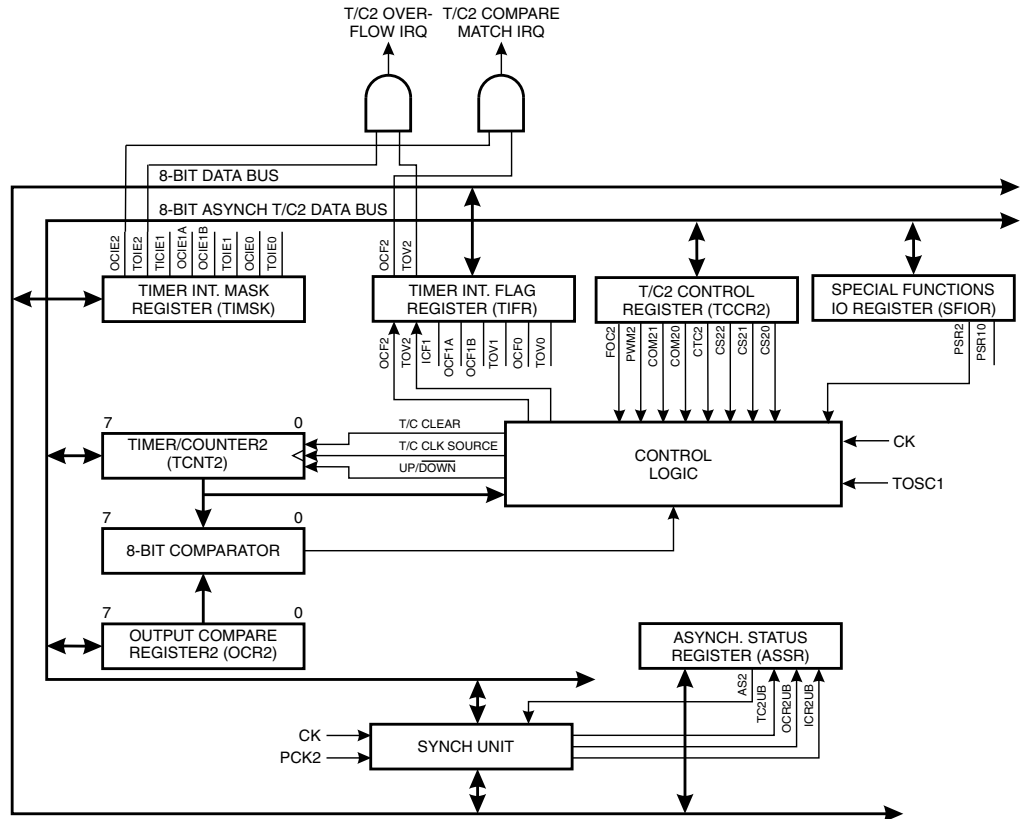 T/C2 OVER-
FLOW IRQ
T/C2 COMPARE
MATCH IRQ
8-BIT DATA BUS
8-BIT ASYNCH T/C2 DATA BUS
OCIE2
TOIE2
TICIE1
OCIE1A
OCIE1B
TOIE1
OCIE0
TOIE0
TIMER INT. MASK
REGISTER (TIMSK)
OCF2
TOV2
TIMER INT. FLAG
REGISTER (TIFR)
OCF2
TOV2
ICF1
OCF1A
OCF1B
TOV1
OCF0
TOV0
T/C2 CONTROL
REGISTER (TCCR2)
FOC2
PWM2
COM21
COM20
CTC2
CS22
CS21
CS20
SPECIAL FUNCTIONS
IO REGISTER (SFIOR)
PSR2
PSR10
7 0
TIMER/COUNTER2
(TCNT2)
T/C CLEAR
T/C CLK SOURCE
UP/DOWN
CONTROL
LOGIC
CK
TOSC1
7 0
8-BIT COMPARATOR
7 0
OUTPUT COMPARE
REGISTER2 (OCR2)
ASYNCH. STATUS
REGISTER (ASSR)
AS2
TC2UB
OCR2UB
ICR2UB
CK
PCK2
SYNCH UNIT